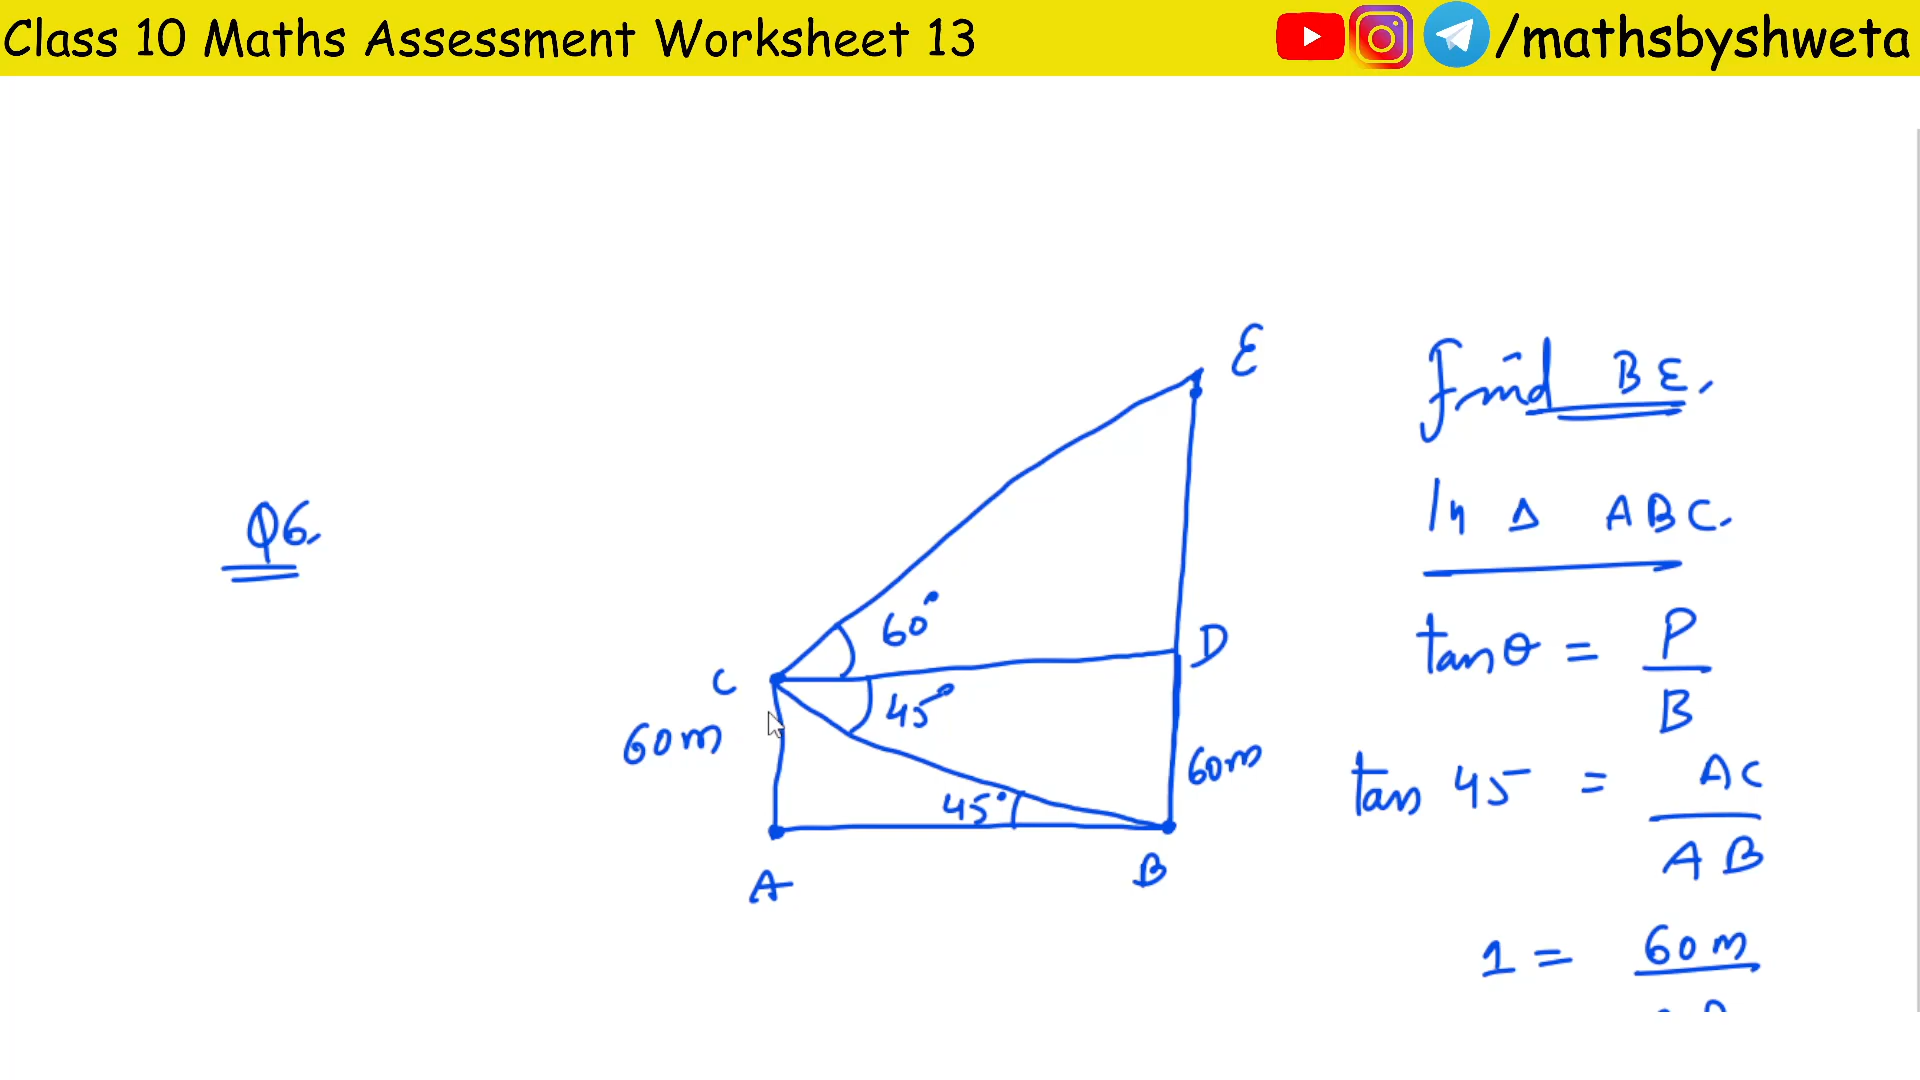 Class 10 Maths Assessment Worksheet 13
/mathsbyshweta
Q6.
E
60°
C
D
45°
60m
60m
45°
A
B
Find BE.
In Δ ABC.
tanθ = P
B
tan 45 = AC
AB
1 = 60m